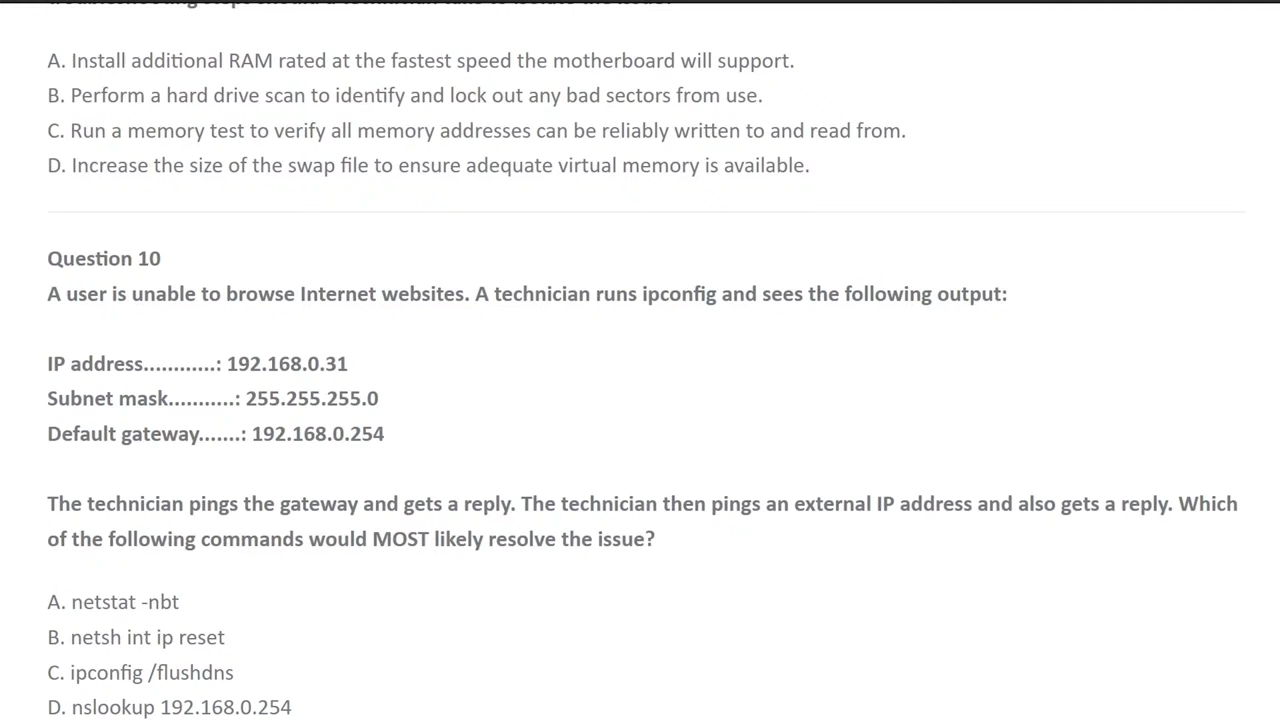 A. Install additional RAM rated at the fastest speed the motherboard will support.
B. Perform a hard drive scan to identify and lock out any bad sectors from use.
C. Run a memory test to verify all memory addresses can be reliably written to and read from.
D. Increase the size of the swap file to ensure adequate virtual memory is available.
Question 10
A user is unable to browse Internet websites. A technician runs ipconfig and sees the following output:
IP address............: 192.168.0.31
Subnet mask...........: 255.255.255.0
Default gateway.......: 192.168.0.254
The technician pings the gateway and gets a reply. The technician then pings an external IP address and also gets a reply. Which
of the following commands would MOST likely resolve the issue?
A. netstat -nbt
B. netsh int ip reset
C. ipconfig /flushdns
D. nslookup 192.168.0.254